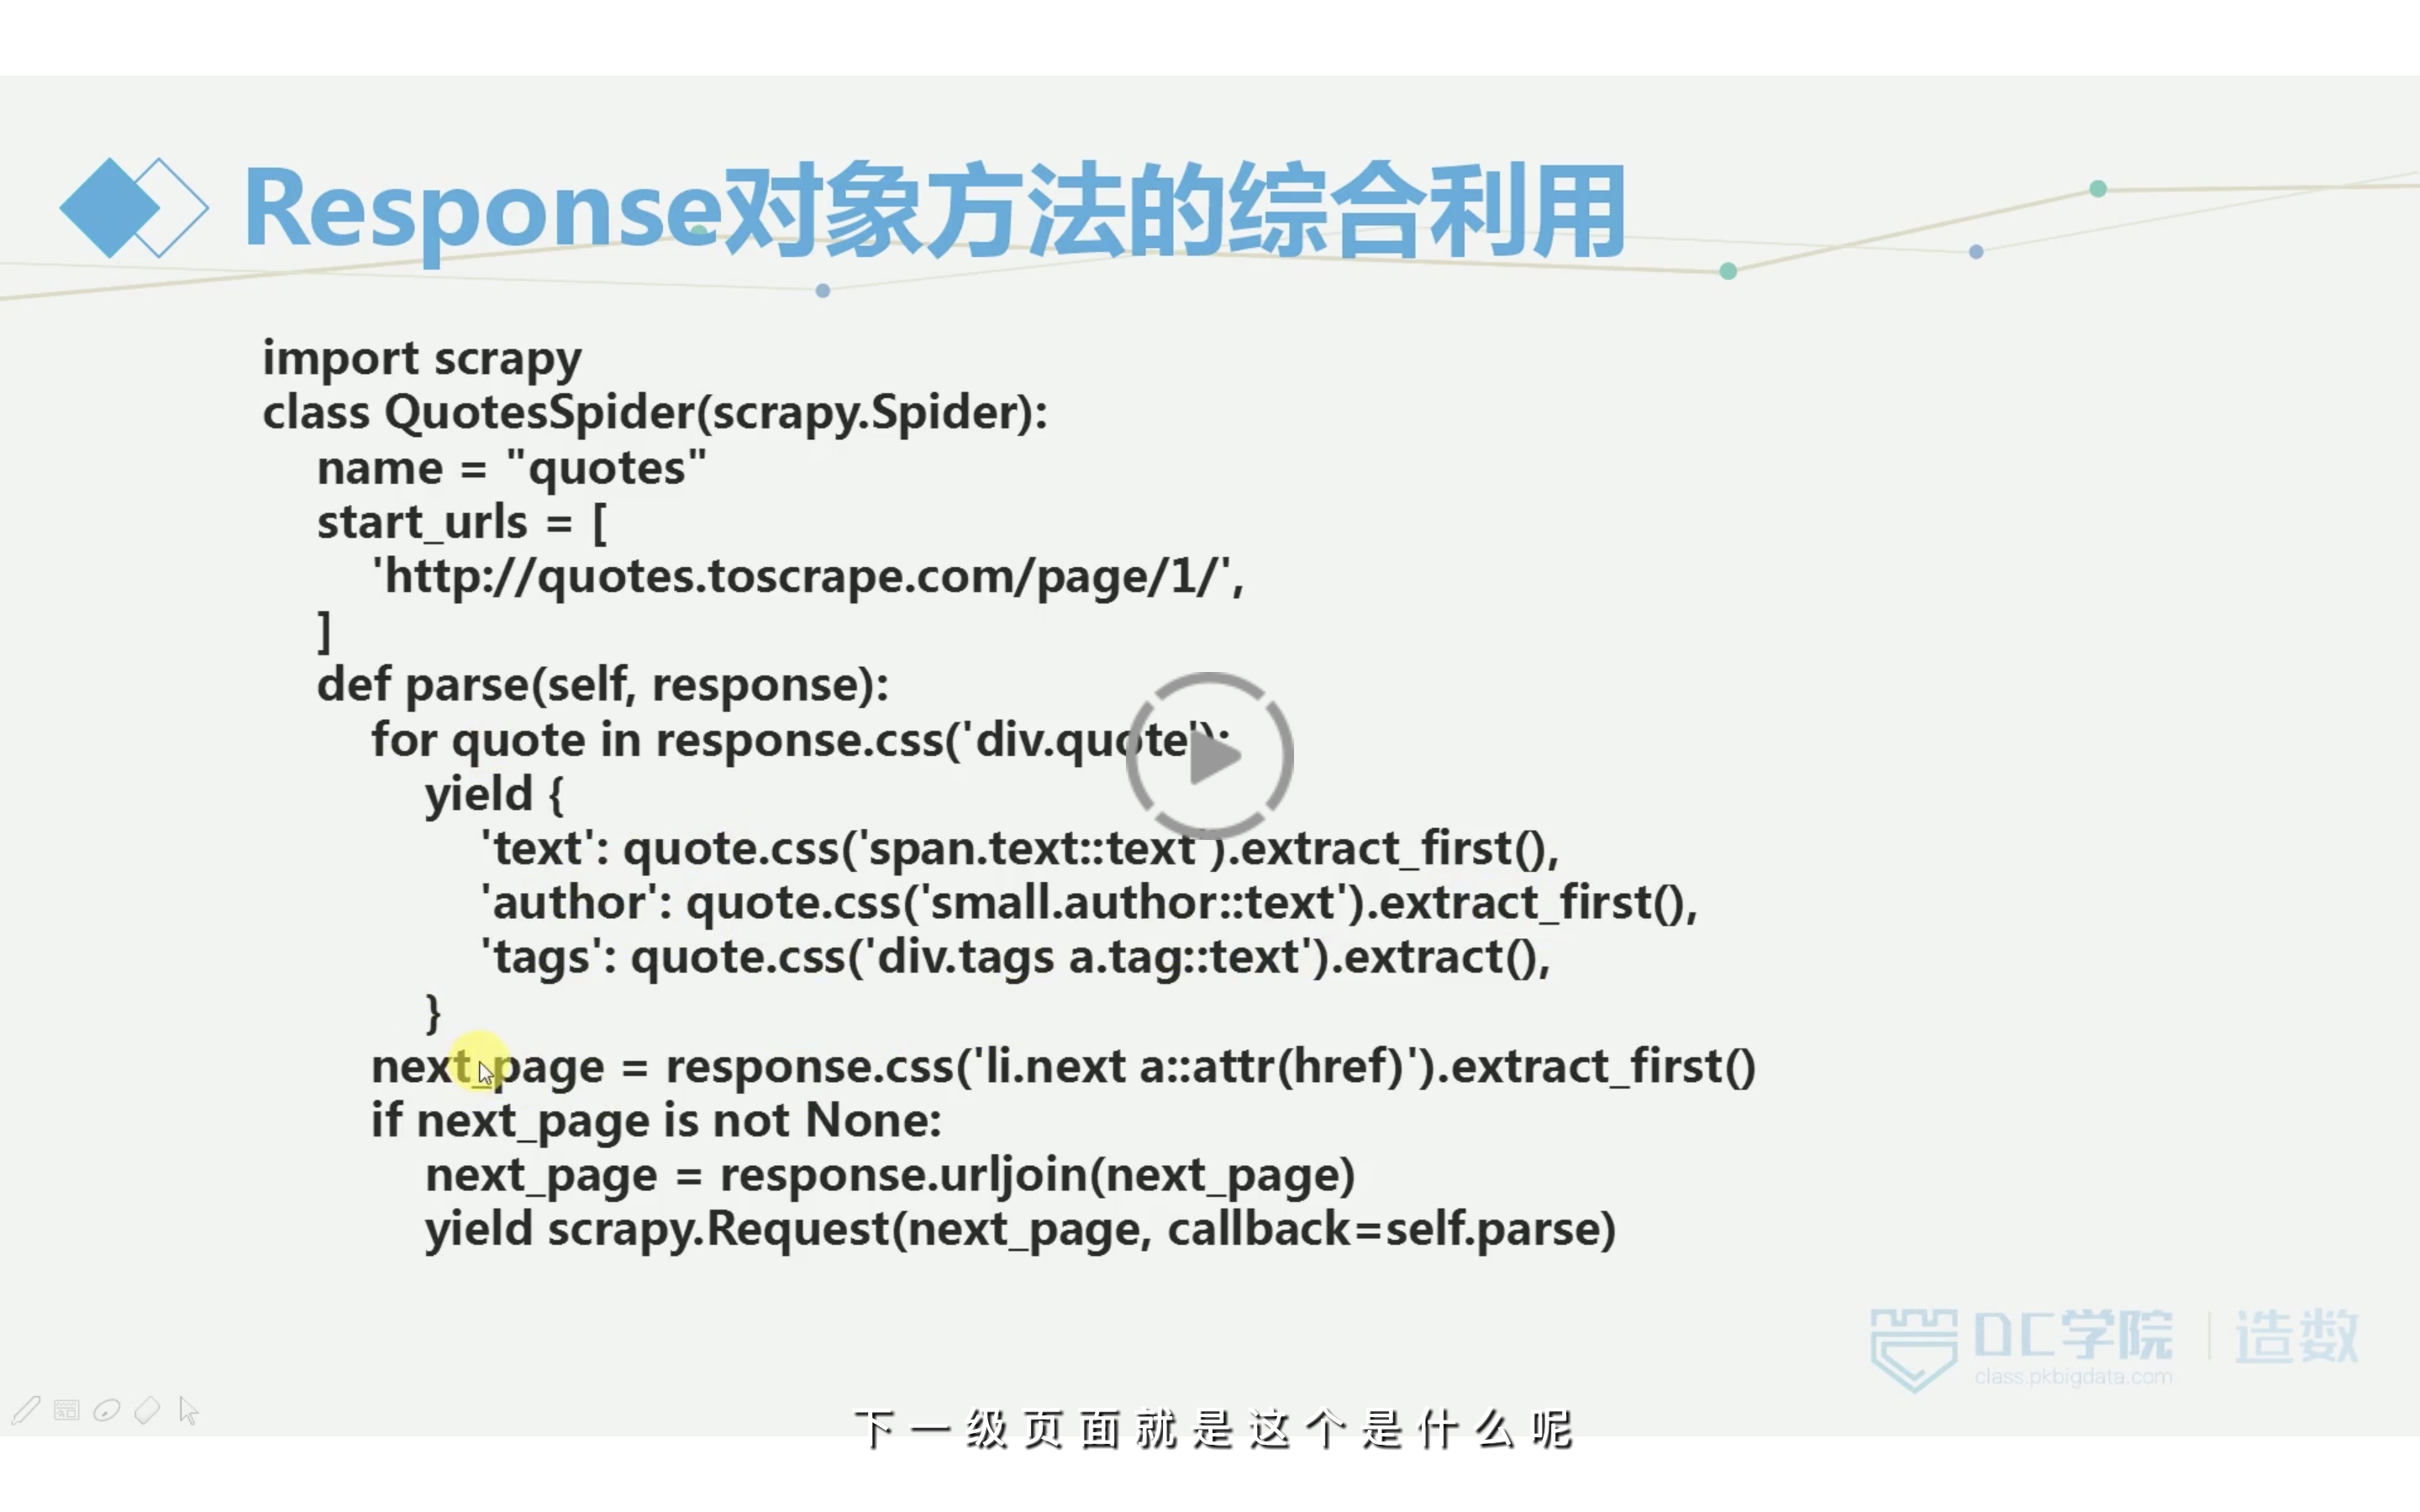 Response对象方法的综合利用
import scrapy
class QuotesSpider(scrapy.Spider):
name = "quotes"
start_urls = [
'http://quotes.toscrape.com/page/1/',
]
def parse(self, response):
for quote in response.css('div.quote'):
yield {
'text': quote.css('span.text::text').extract_first(),
'author': quote.css('small.author::text').extract_first(),
'tags': quote.css('div.tags a.tag::text').extract(),
}
next_page = response.css('li.next a::attr(href)').extract_first()
if next_page is not None:
next_page = response.urljoin(next_page)
yield scrapy.Request(next_page, callback=self.parse)
DC学院 | 造数
class.pkbigdata.com
下一级页面就是这个是什么呢